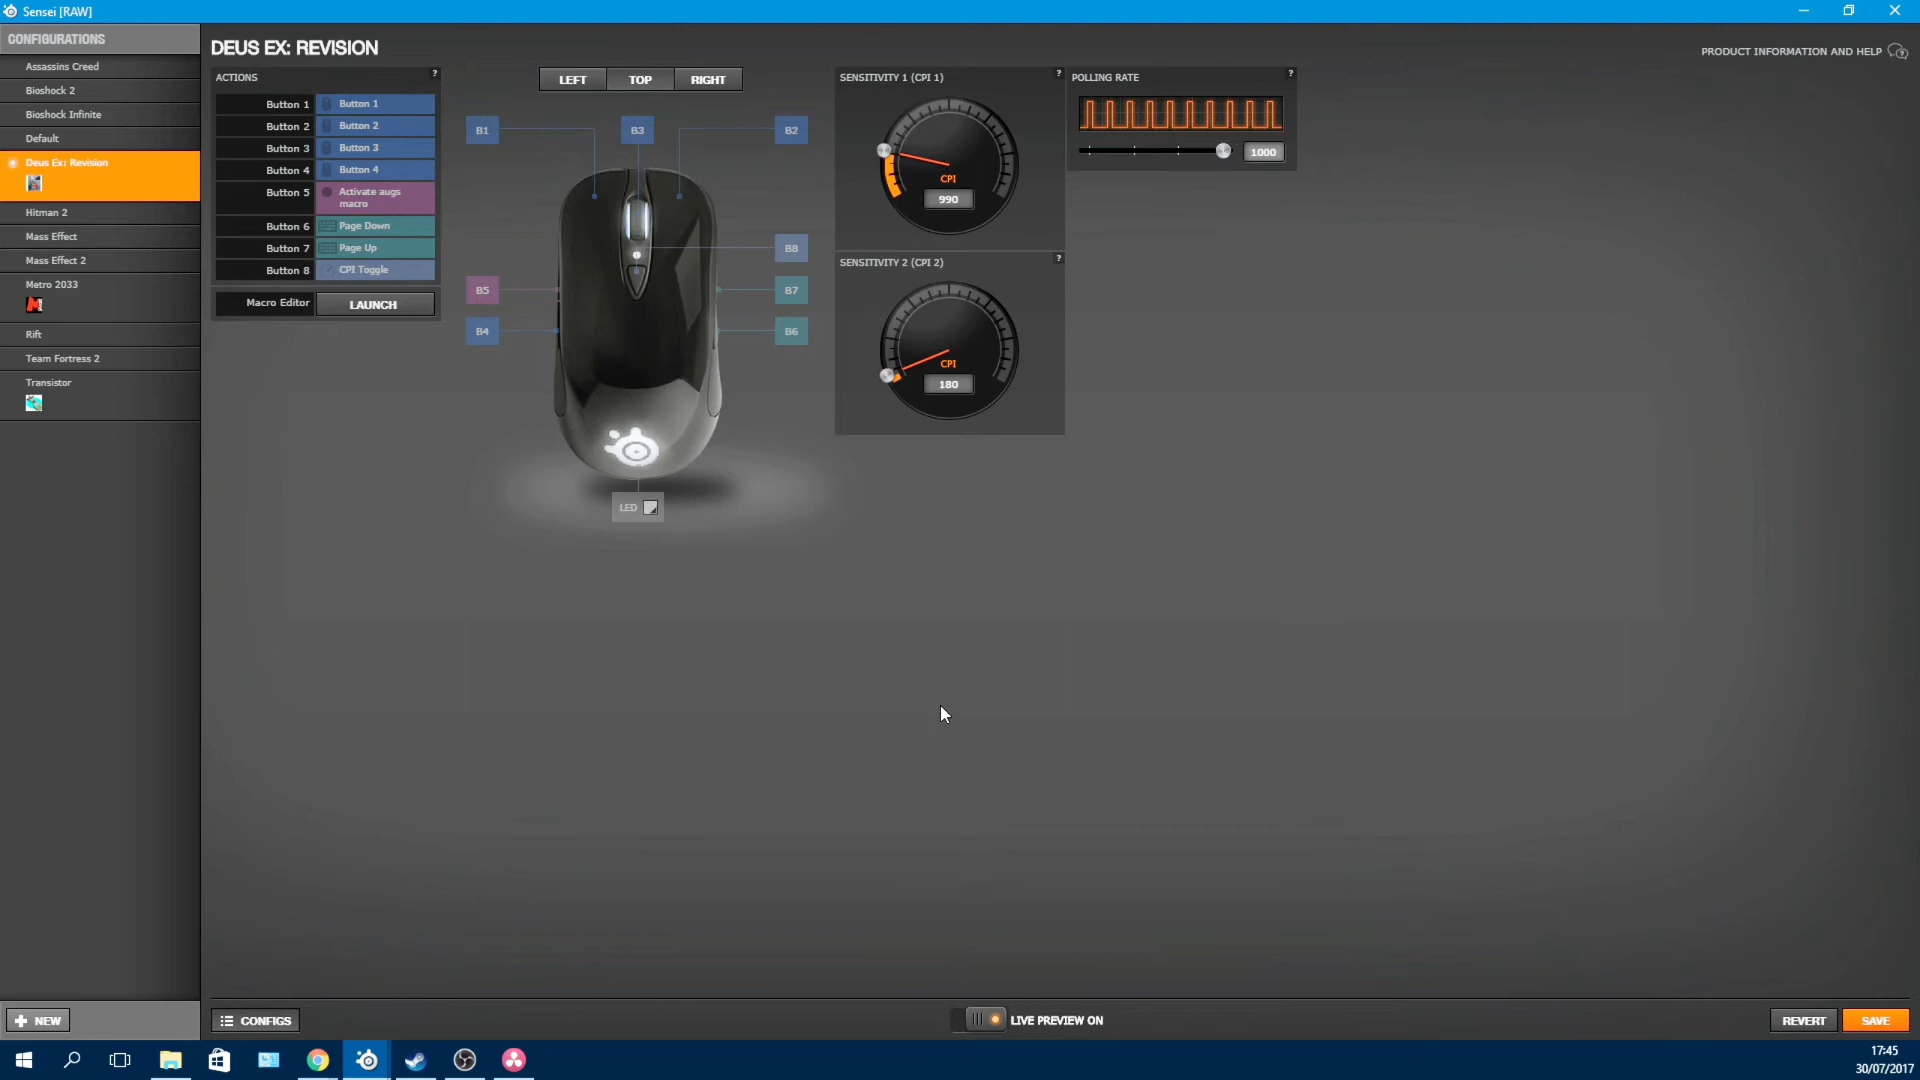 Sensei [RAW]
CONFIGURATIONS
Assassins Creed
Bioshock 2
Bioshock Infinite
Default
Deus Ex: Revision
Hitman 2
Mass Effect
Mass Effect 2
Metro 2033
Rift
Team Fortress 2
Transistor
NEW
DEUS EX: REVISION
PRODUCT INFORMATION AND HELP
ACTIONS ?
Button 1 Button 1
Button 2 Button 2
Button 3 Button 3
Button 4 Button 4
Button 5 Activate augs
macro
Button 6 Page Down
Button 7 Page Up
Button 8 CPI Toggle
Macro Editor LAUNCH
LEFT TOP RIGHT
B1 B3 B2
B8
B5 B7
B4 B6
LED
SENSITIVITY 1 (CPI 1) ?
CPI
990
SENSITIVITY 2 (CPI 2) ?
CPI
180
POLLING RATE ?
1000
CONFIGS
LIVE PREVIEW ON
REVERT SAVE
17:45
30/07/2017